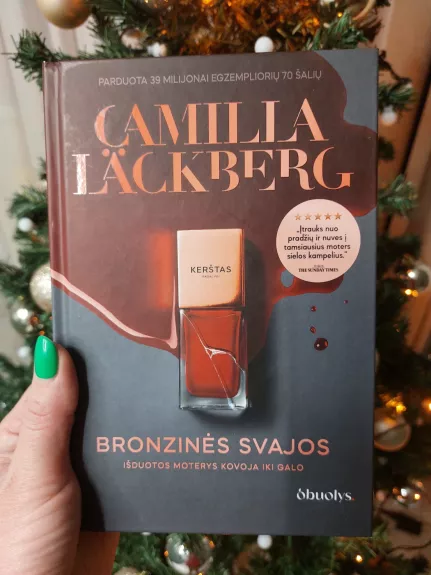 PARDUOTA 39 MILIJONAI EGZEMPLIORIŲ 70 ŠALIŲ
CAMILLA
LÄCKBERG
„Įtrauks nuo
pradžių ir nuves į
tamsiausius moters
sielos kampelius.“
THE SUNDAY TIMES
KERŠTAS
BRONZINĖS SVAJOS
IŠDUOTOS MOTERYS KOVOJA IKI GALO
obuolys.